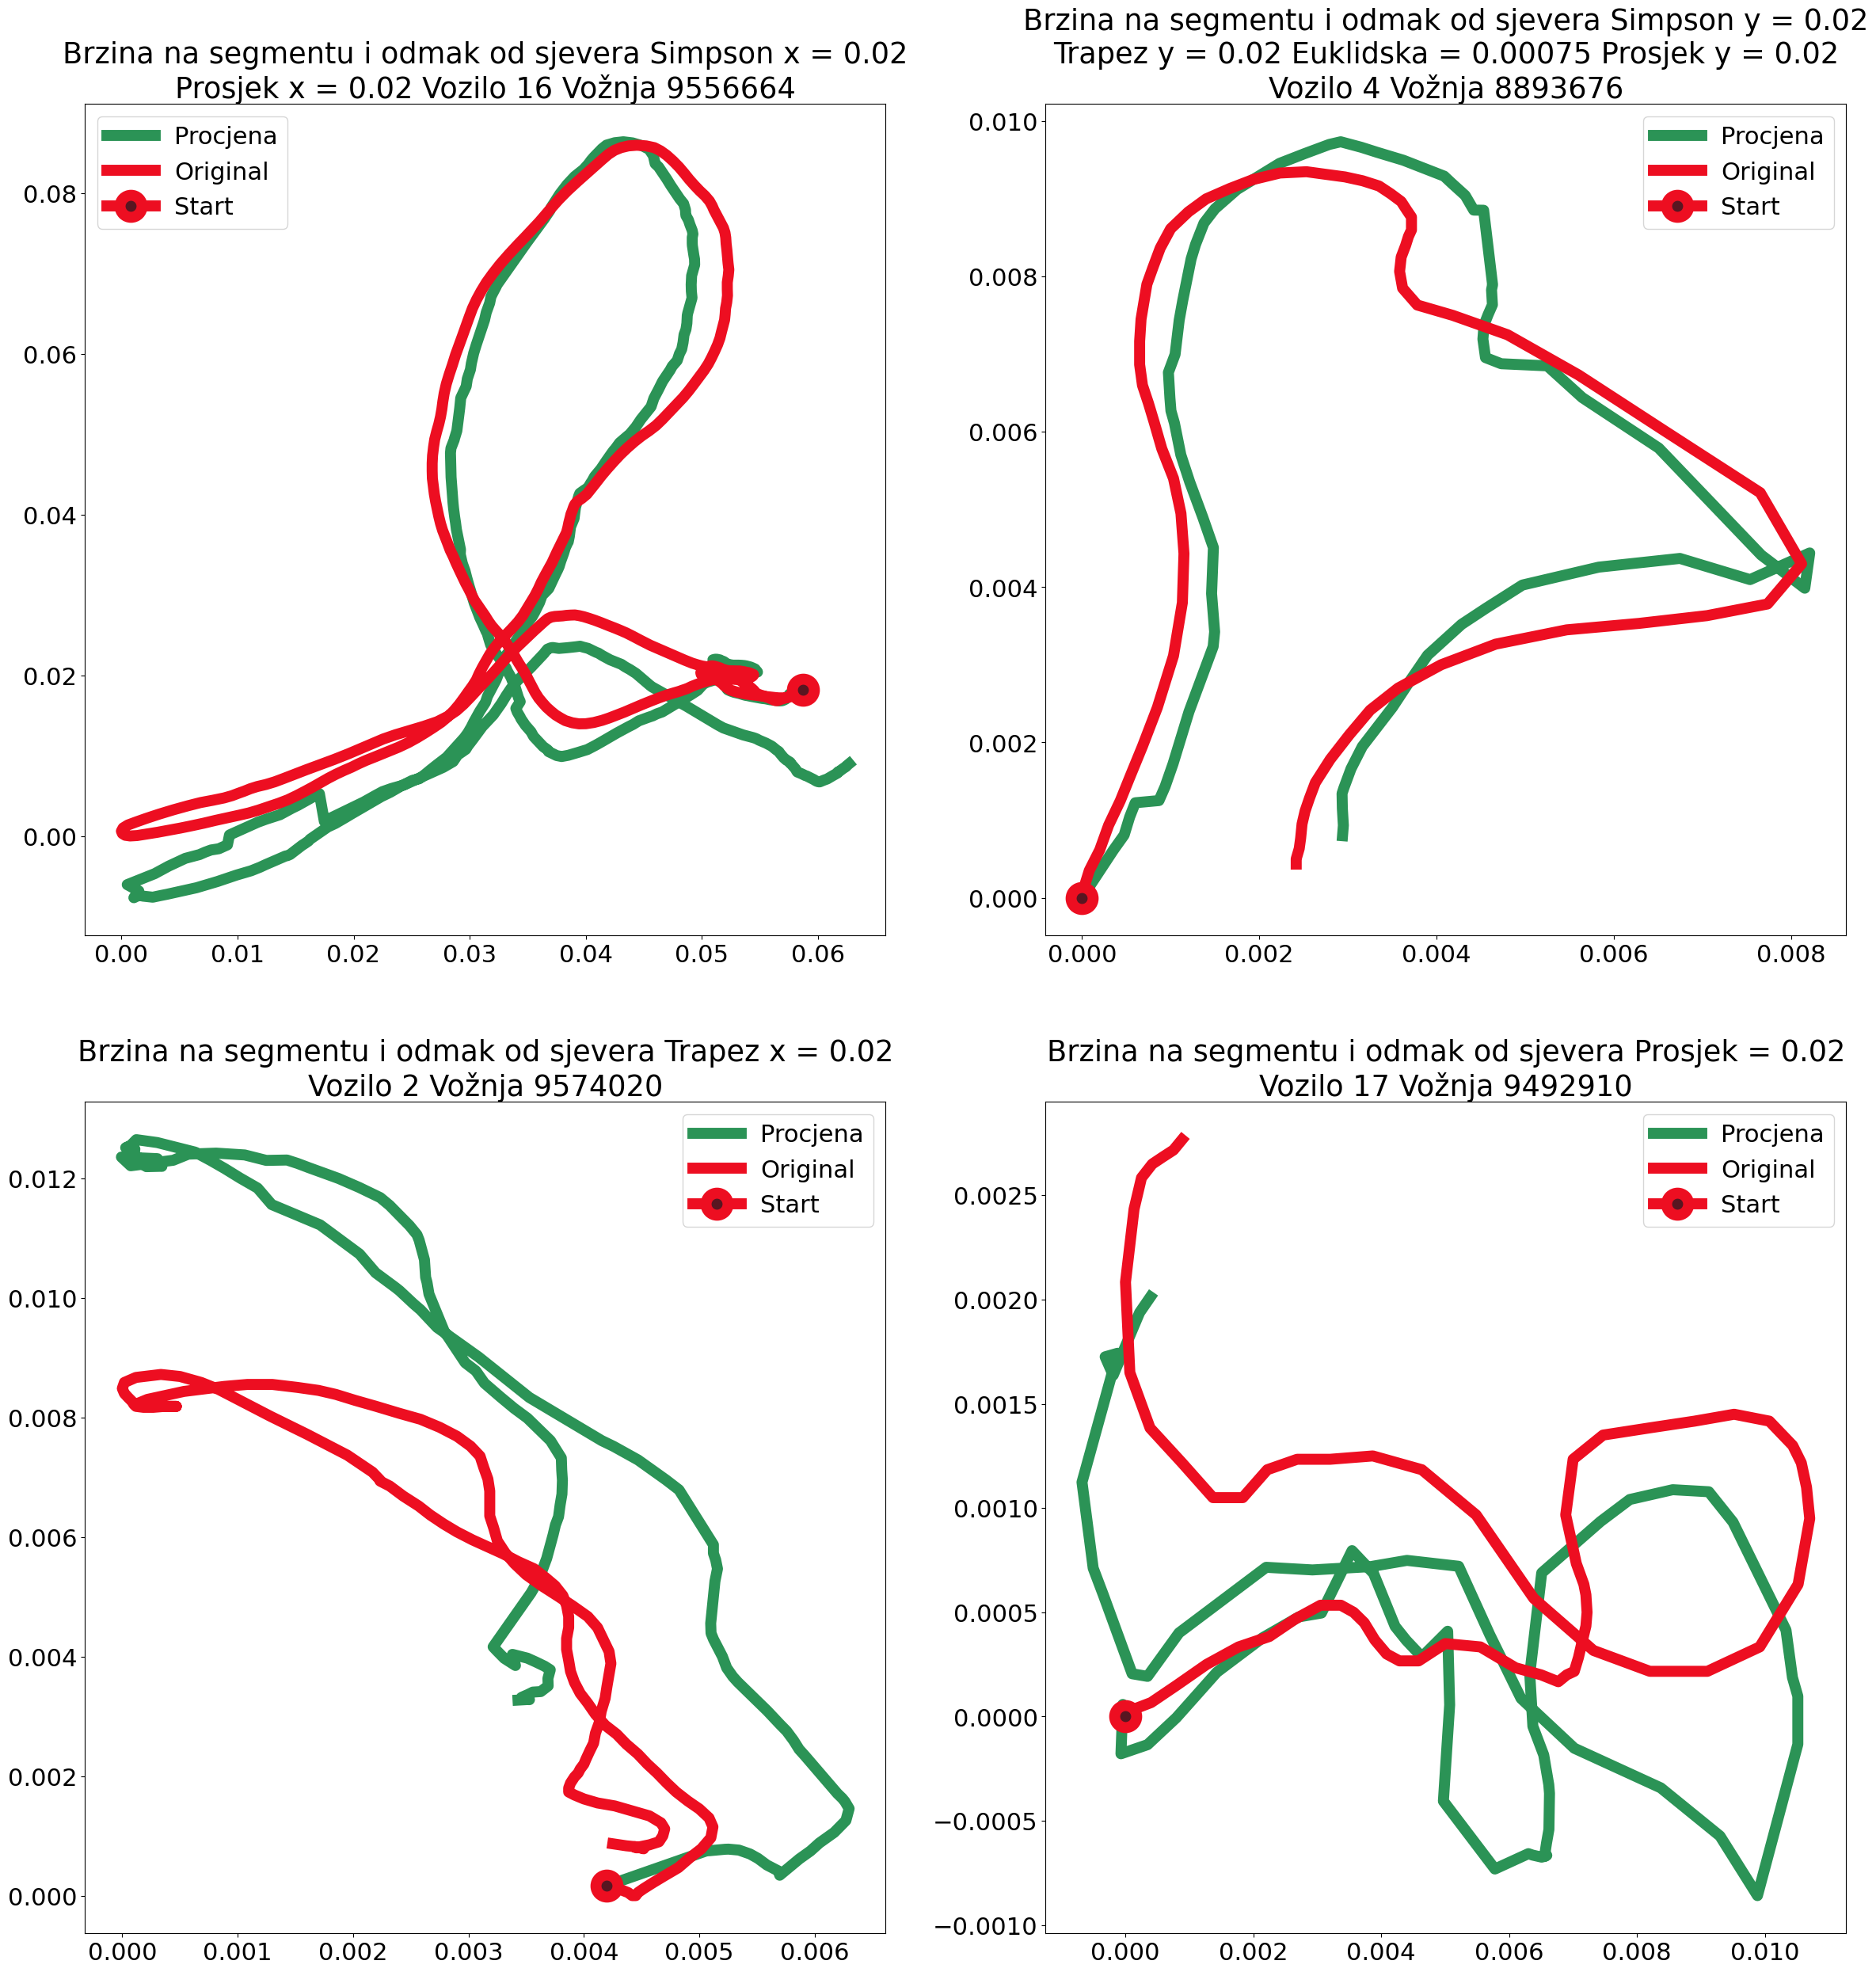 Brzina na segmentu i odmak od sjevera Simpson x = 0.02
Prosjek x = 0.02 Vozilo 16 Vožnja 9556664
Procjena
Original
Start
0.08
0.06
0.04
0.02
0.00
0.00 0.01 0.02 0.03 0.04 0.05 0.06
Brzina na segmentu i odmak od sjevera Simpson y = 0.02
Trapez y = 0.02 Euklidska = 0.00075 Prosjek y = 0.02
Vozilo 4 Vožnja 8893676
Procjena
Original
Start
0.010
0.008
0.006
0.004
0.002
0.000
0.000 0.002 0.004 0.006 0.008
Brzina na segmentu i odmak od sjevera Trapez x = 0.02
Vozilo 2 Vožnja 9574020
Procjena
Original
Start
0.012
0.010
0.008
0.006
0.004
0.002
0.000
0.000 0.001 0.002 0.003 0.004 0.005 0.006
Brzina na segmentu i odmak od sjevera Prosjek = 0.02
Vozilo 17 Vožnja 9492910
Procjena
Original
Start
0.0025
0.0020
0.0015
0.0010
0.0005
0.0000
−0.0005
−0.0010
0.000 0.002 0.004 0.006 0.008 0.010